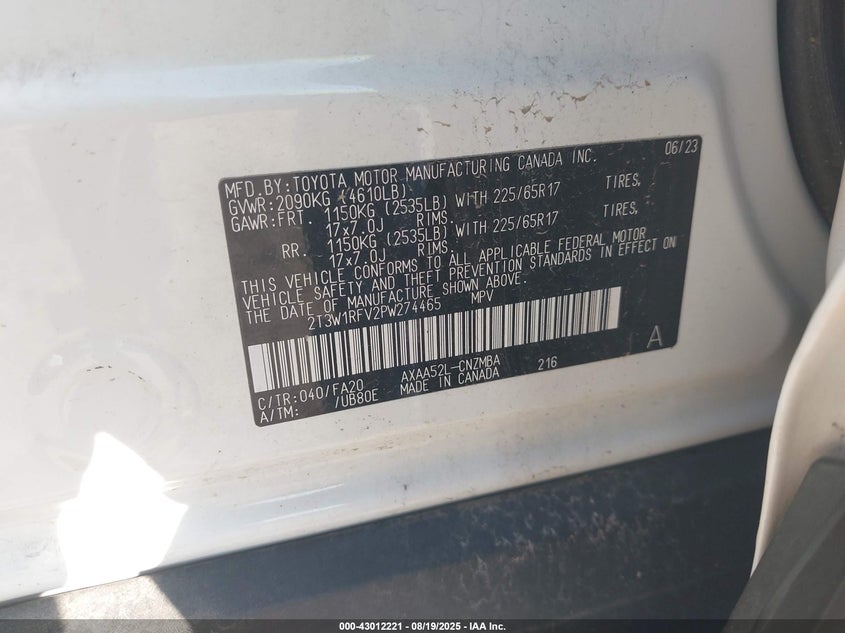 MFD.BY:TOYOTA MOTOR MANUFACTURING CANADA INC. 06/23
GVWR:2090KG (4610LB)
GAWR:FRT. 1150KG (2535LB) WITH 225/65R17 TIRES,
17x7.0J RIMS.
RR. 1150KG (2535LB) WITH 225/65R17 TIRES,
17x7.0J RIMS.
THIS VEHICLE CONFORMS TO ALL APPLICABLE FEDERAL MOTOR
VEHICLE SAFETY AND THEFT PREVENTION STANDARDS IN EFFECT ON
THE DATE OF MANUFACTURE SHOWN ABOVE.
2T3W1RFV2PW274465 MPV
A
C/TR:040/FA20 AXAA52L-CNZMBA 216
A/TM: /UB80E MADE IN CANADA
000-43012221 - 08/19/2025 - IAA Inc.